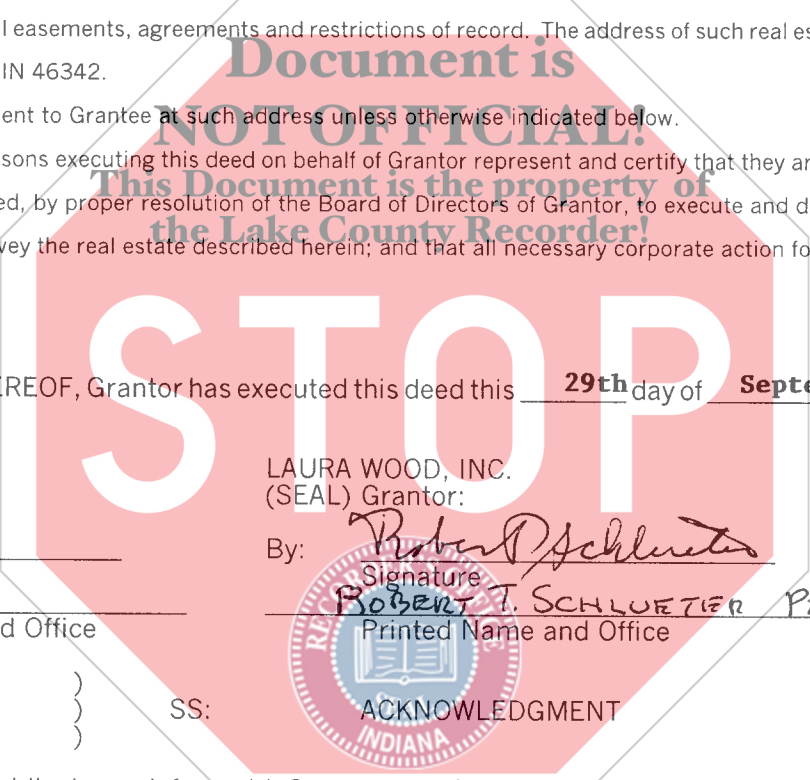 l easements, agreements and restrictions of record. The address of such real es
IN 46342.
Document is
ent to Grantee at such address unless otherwise indicated below.
NOT OFFICIAL!
sons executing this deed on behalf of Grantor represent and certify that they ar
This Document is the property of
ed, by proper resolution of the Board of Directors of Grantor, to execute and d
the Lake County Recorder!
vey the real estate described herein; and that all necessary corporate action fo
STOP
EREOF, Grantor has executed this deed this 29th day of Septe
LAURA WOOD, INC.
(SEAL) Grantor:
By: Robert T Schlueter
Signature
ROBERT T. SCHLUETER P
d Office
Printed Name and Office
RECORDER'S OFFICE
SEAL
INDIANA
) SS: ACKNOWLEDGMENT
)
)